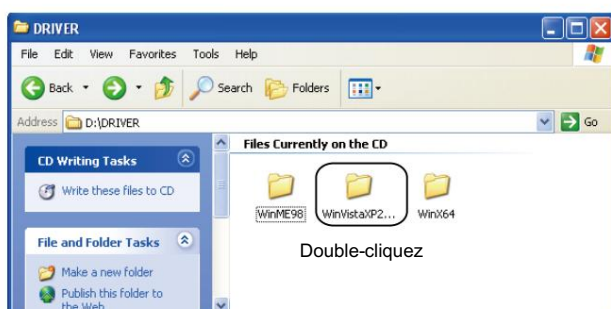 DRIVER
File Edit View Favorites Tools Help
Back Search Folders
Address D:\DRIVER Go
CD Writing Tasks
Write these files to CD
File and Folder Tasks
Make a new folder
Publish this folder to
the Web
Files Currently on the CD
WinME98 WinVistaXP2... WinX64
Double-cliquez